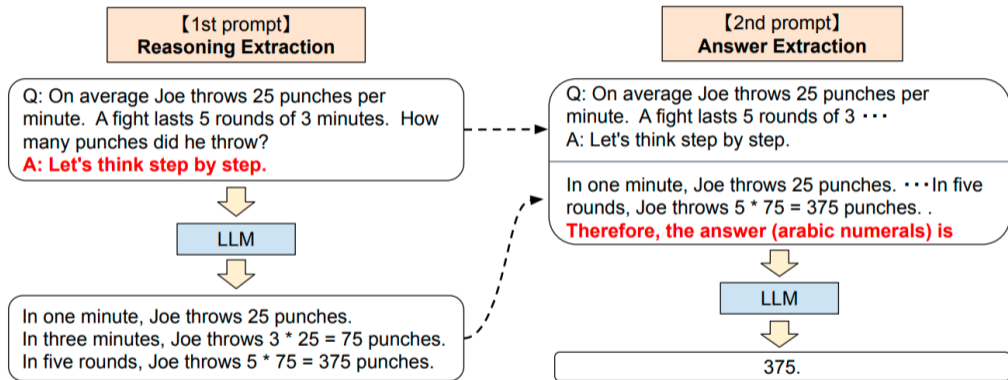 【1st prompt】
Reasoning Extraction
Q: On average Joe throws 25 punches per
minute. A fight lasts 5 rounds of 3 minutes. How
many punches did he throw?
A: Let's think step by step.
LLM
In one minute, Joe throws 25 punches.
In three minutes, Joe throws 3 * 25 = 75 punches.
In five rounds, Joe throws 5 * 75 = 375 punches.
【2nd prompt】
Answer Extraction
Q: On average Joe throws 25 punches per
minute. A fight lasts 5 rounds of 3 ···
A: Let's think step by step.
In one minute, Joe throws 25 punches. ···In five
rounds, Joe throws 5 * 75 = 375 punches. .
Therefore, the answer (arabic numerals) is
LLM
375.